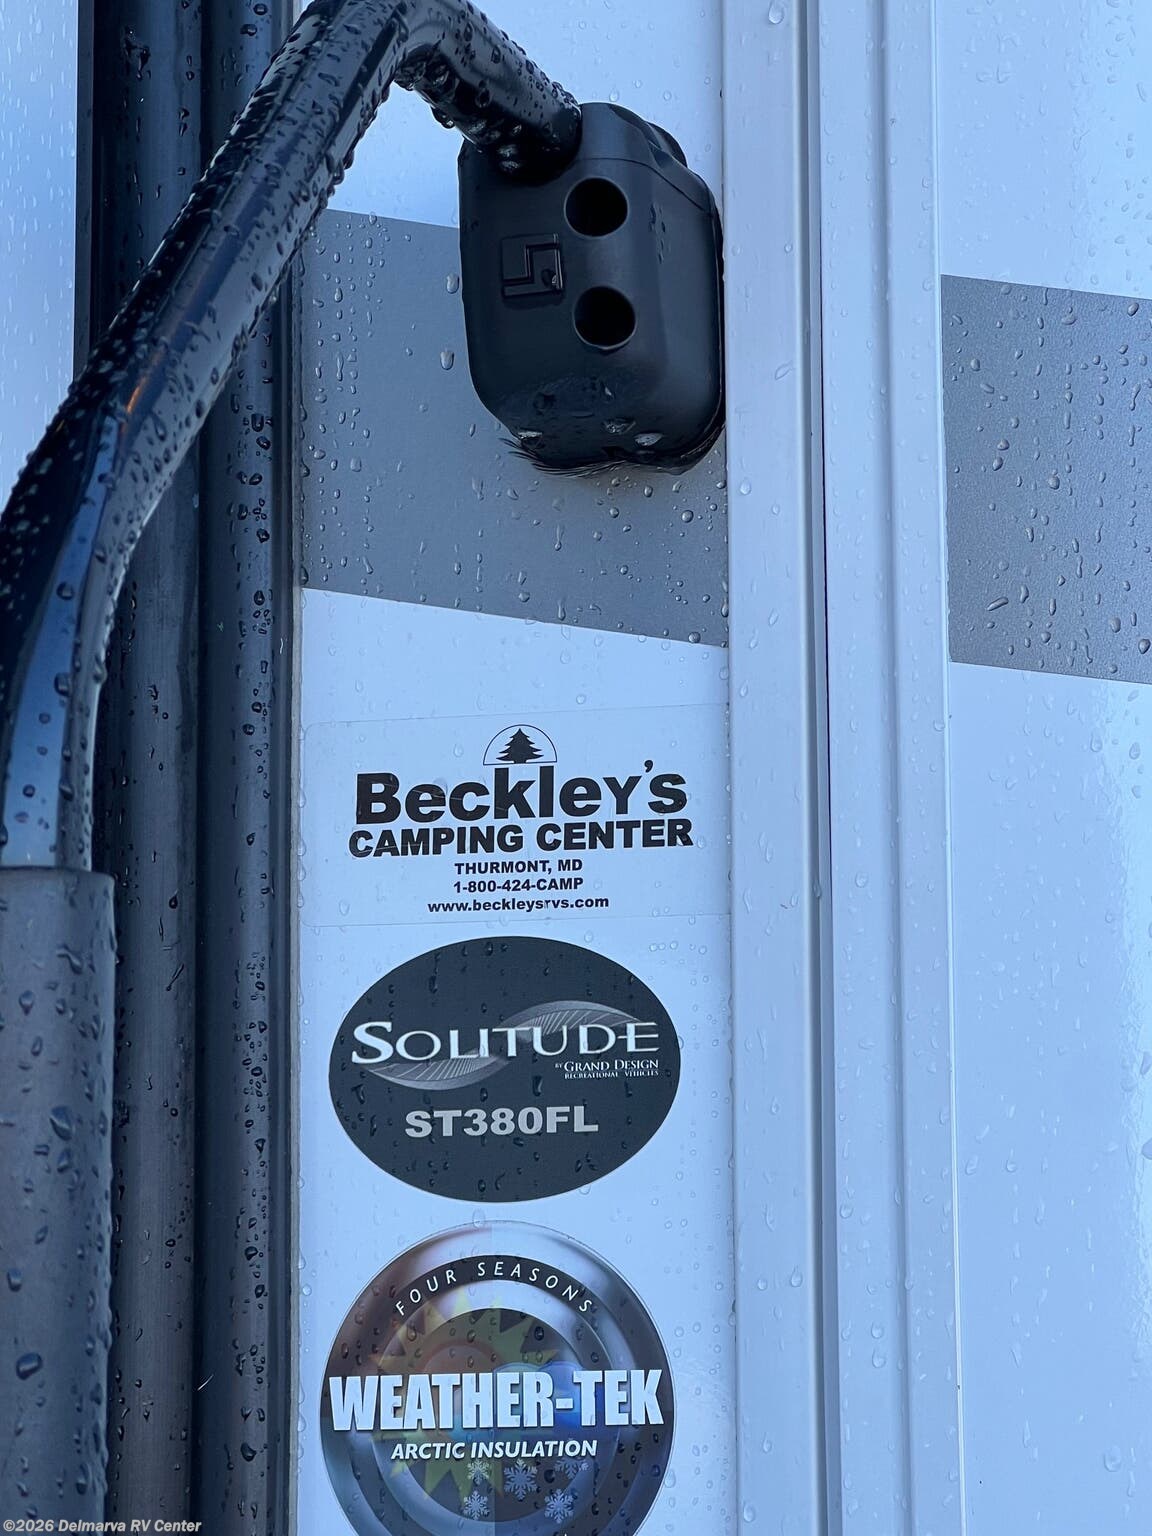 Beckley's
CAMPING CENTER
THURMONT, MD
1-800-424-CAMP
www.beckleysrvs.com
SOLITUDE
BY GRAND DESIGN
RECREATIONAL VEHICLES
ST380FL
FOUR SEASONS
WEATHER-TEK
ARCTIC INSULATION
©2026 Delmarva RV Center